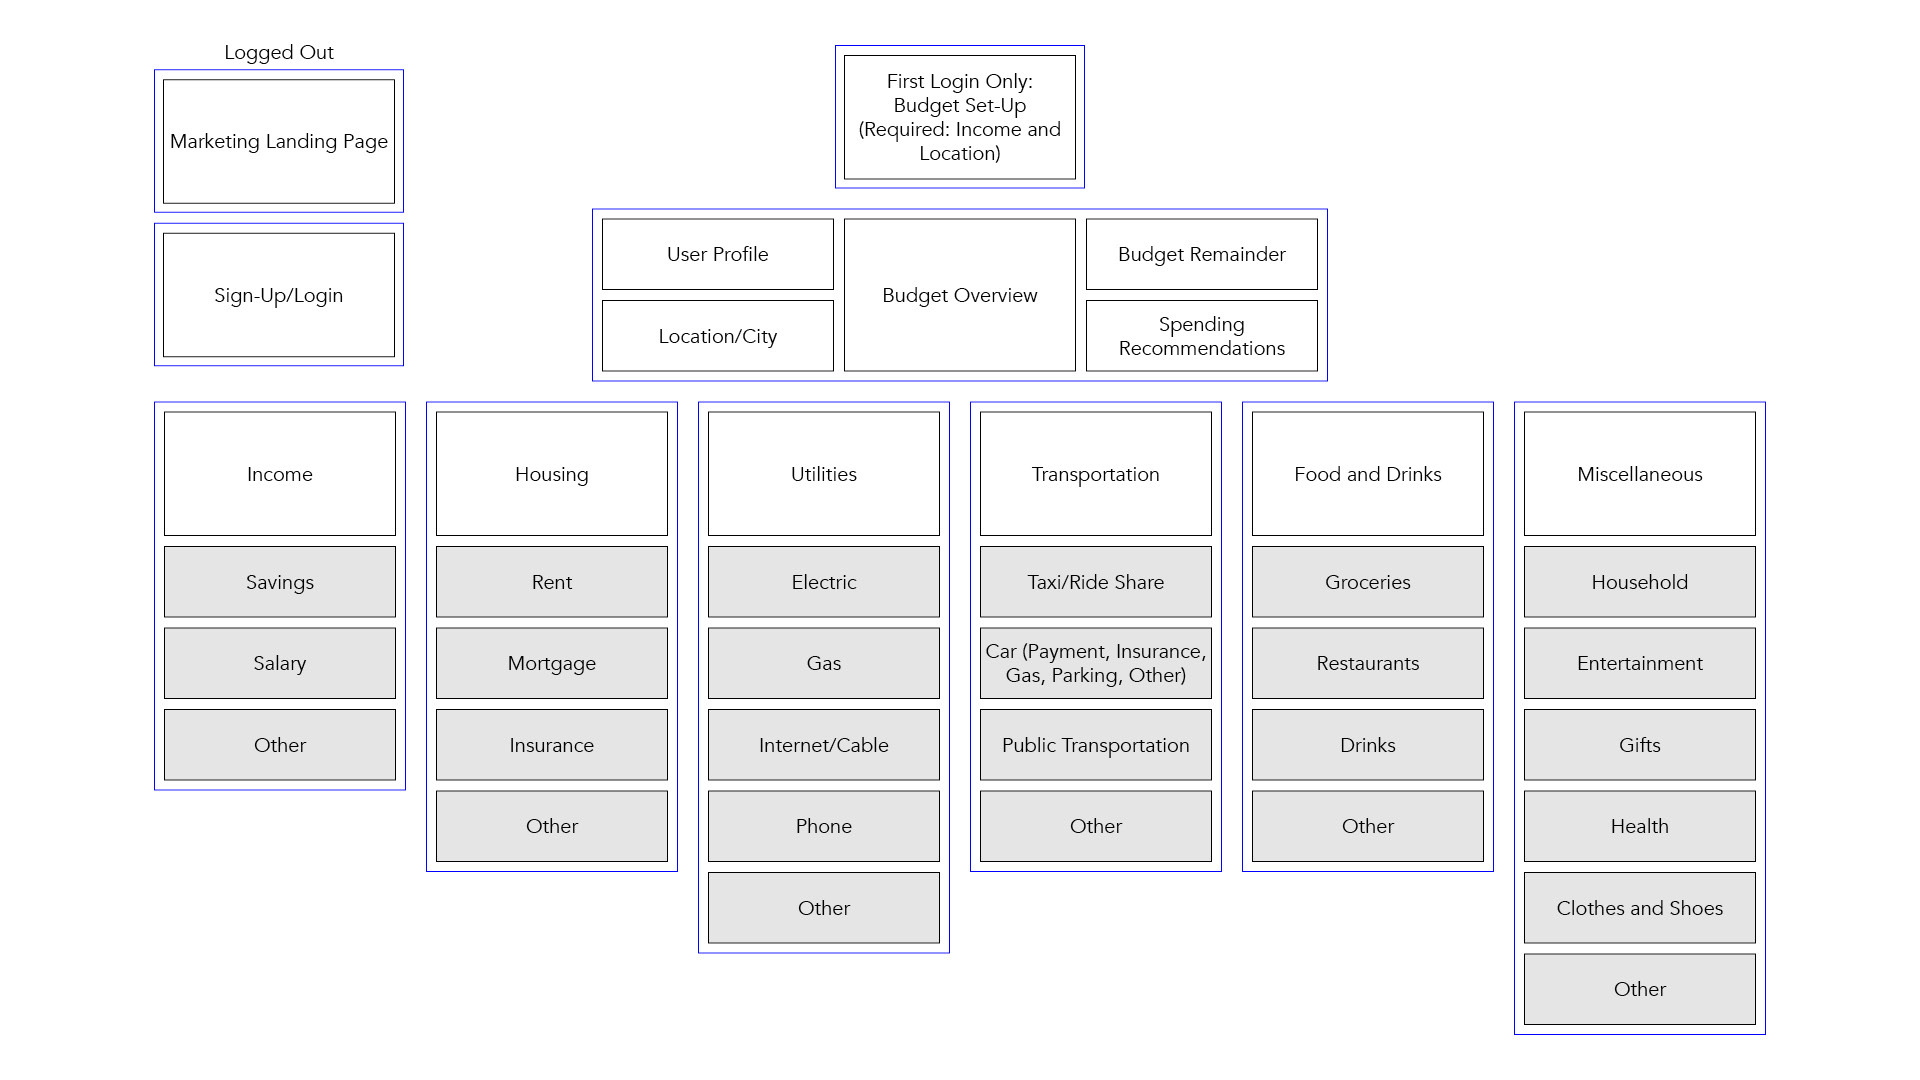 Logged Out
Marketing Landing Page
Sign-Up/Login
First Login Only:
Budget Set-Up
(Required: Income and
Location)
User Profile
Location/City
Budget Overview
Budget Remainder
Spending
Recommendations
Income
Savings
Salary
Other
Housing
Rent
Mortgage
Insurance
Other
Utilities
Electric
Gas
Internet/Cable
Phone
Other
Transportation
Taxi/Ride Share
Car (Payment, Insurance,
Gas, Parking, Other)
Public Transportation
Other
Food and Drinks
Groceries
Restaurants
Drinks
Other
Miscellaneous
Household
Entertainment
Gifts
Health
Clothes and Shoes
Other